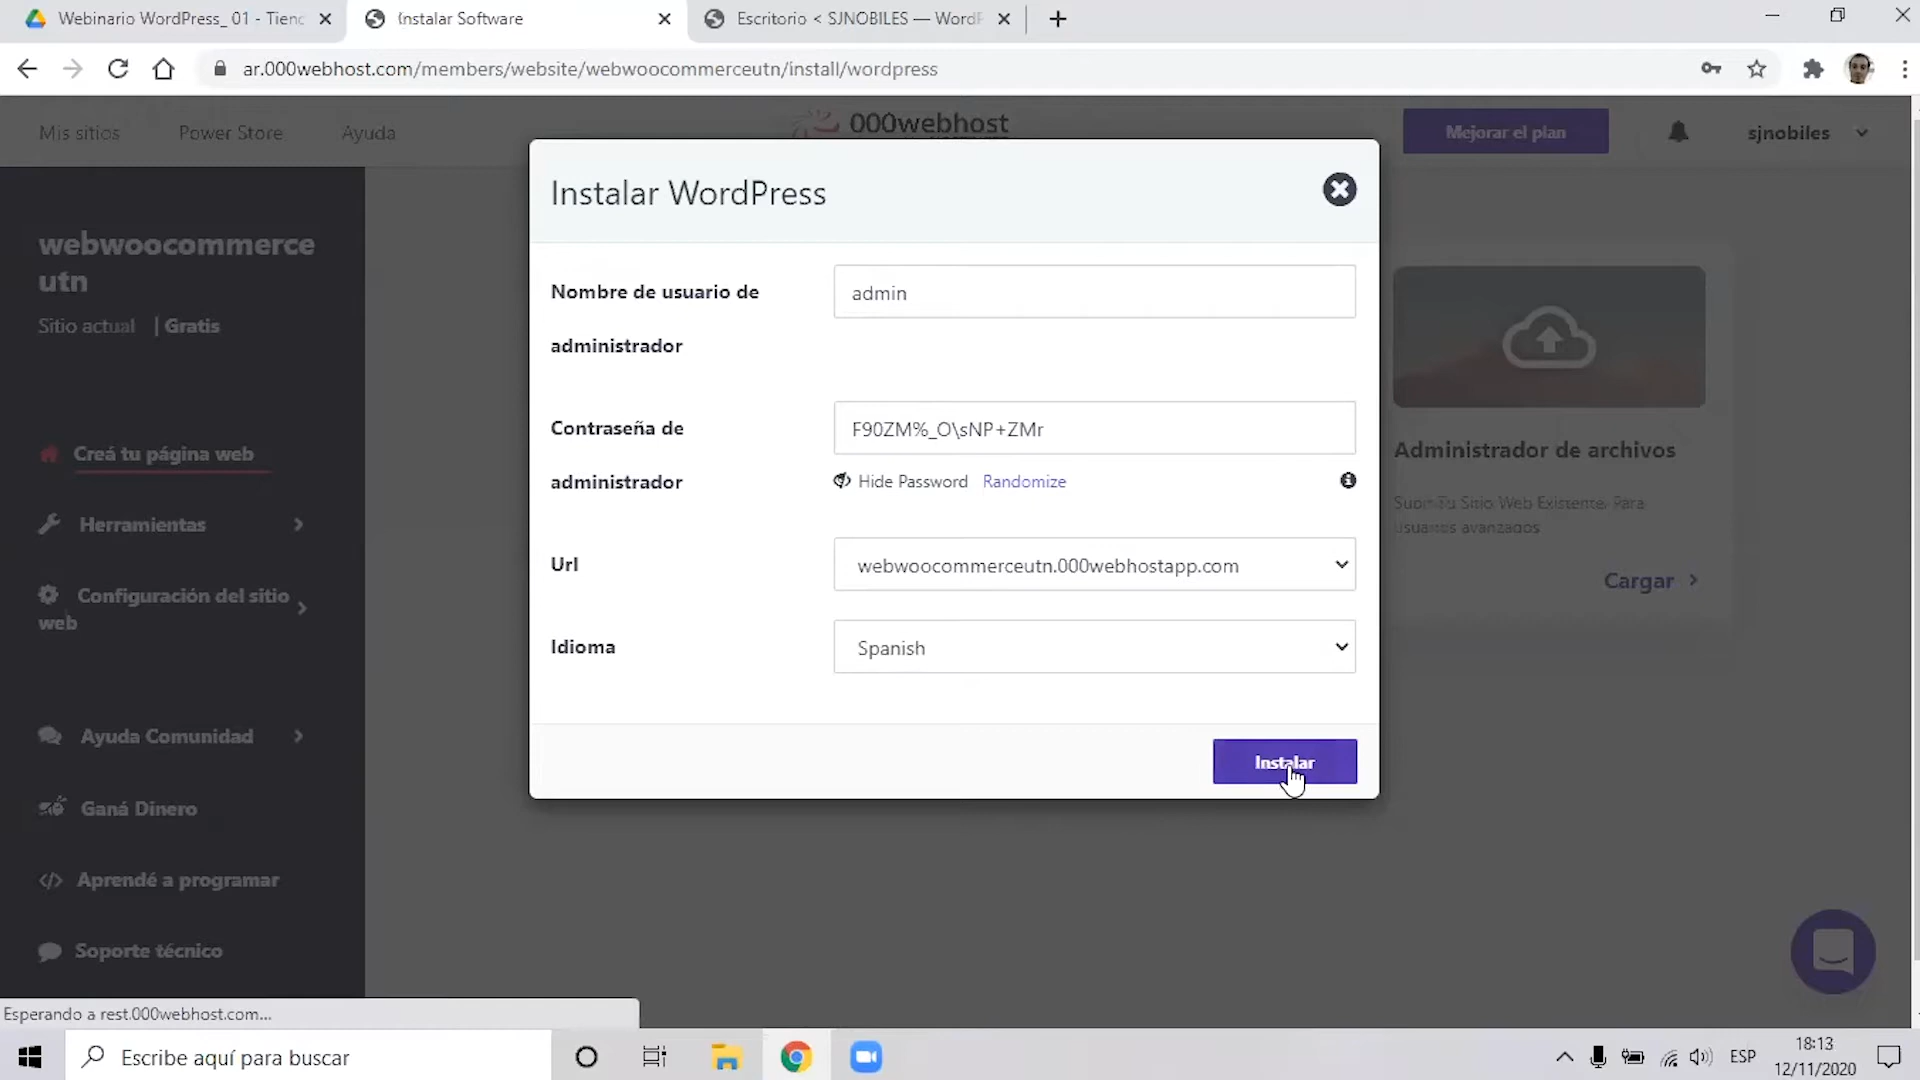 Webinario WordPress_ 01 - Tienc
Instalar Software
Escritorio < SJNOBILES — WordP
ar.000webhost.com/members/website/webwoocommerceutn/install/wordpress
Mis sitios
Power Store
Ayuda
000webhost
Mejorar el plan
sjnobiles
webwoocommerce
utn
Sitio actual | Gratis
Creá tu página web
Herramientas
Configuración del sitio
web
Ayuda Comunidad
Ganá Dinero
Aprendé a programar
Soporte técnico
Instalar WordPress
Nombre de usuario de
administrador
admin
Contraseña de
administrador
F90ZM%_O\sNP+ZMr
Hide Password Randomize
Url
webwoocommerceutn.000webhostapp.com
Idioma
Spanish
Instalar
Administrador de archivos
Subir Tu Sitio Web Existente. Para
usuarios avanzados
Cargar
Esperando a rest.000webhost.com...
Escribe aquí para buscar
ESP
18:13
12/11/2020